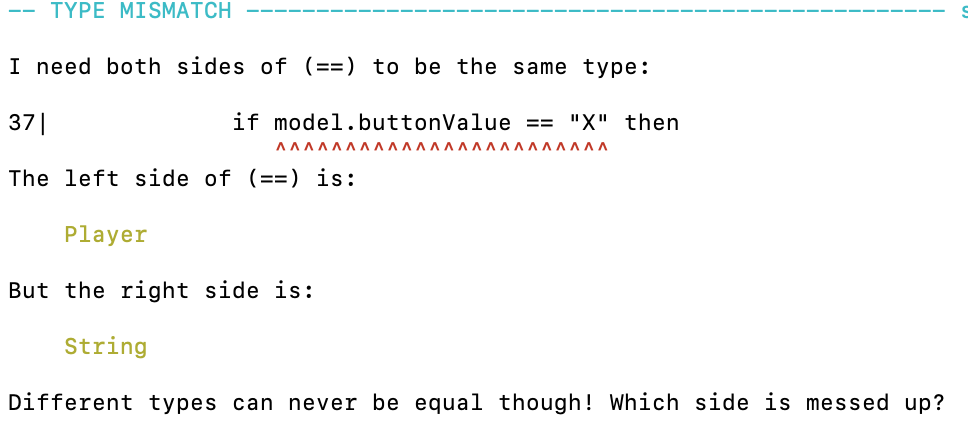 -- TYPE MISMATCH -------------------------------------------------- s
I need both sides of (==) to be the same type:
37|             if model.buttonValue == "X" then
                   ^^^^^^^^^^^^^^^^^^^^^^^^
The left side of (==) is:
    Player
But the right side is:
    String
Different types can never be equal though! Which side is messed up?